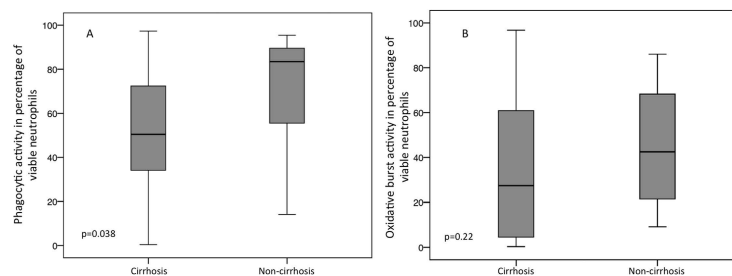 A
Phagocytic activity in percentage of
viable neutrophils
100
80
60
40
20
0
p=0.038
Cirrhosis
Non-cirrhosis
B
Oxidative burst activity in percentage of
viable neutrophils
100
80
60
40
20
0
p=0.22
Cirrhosis
Non-cirrhosis